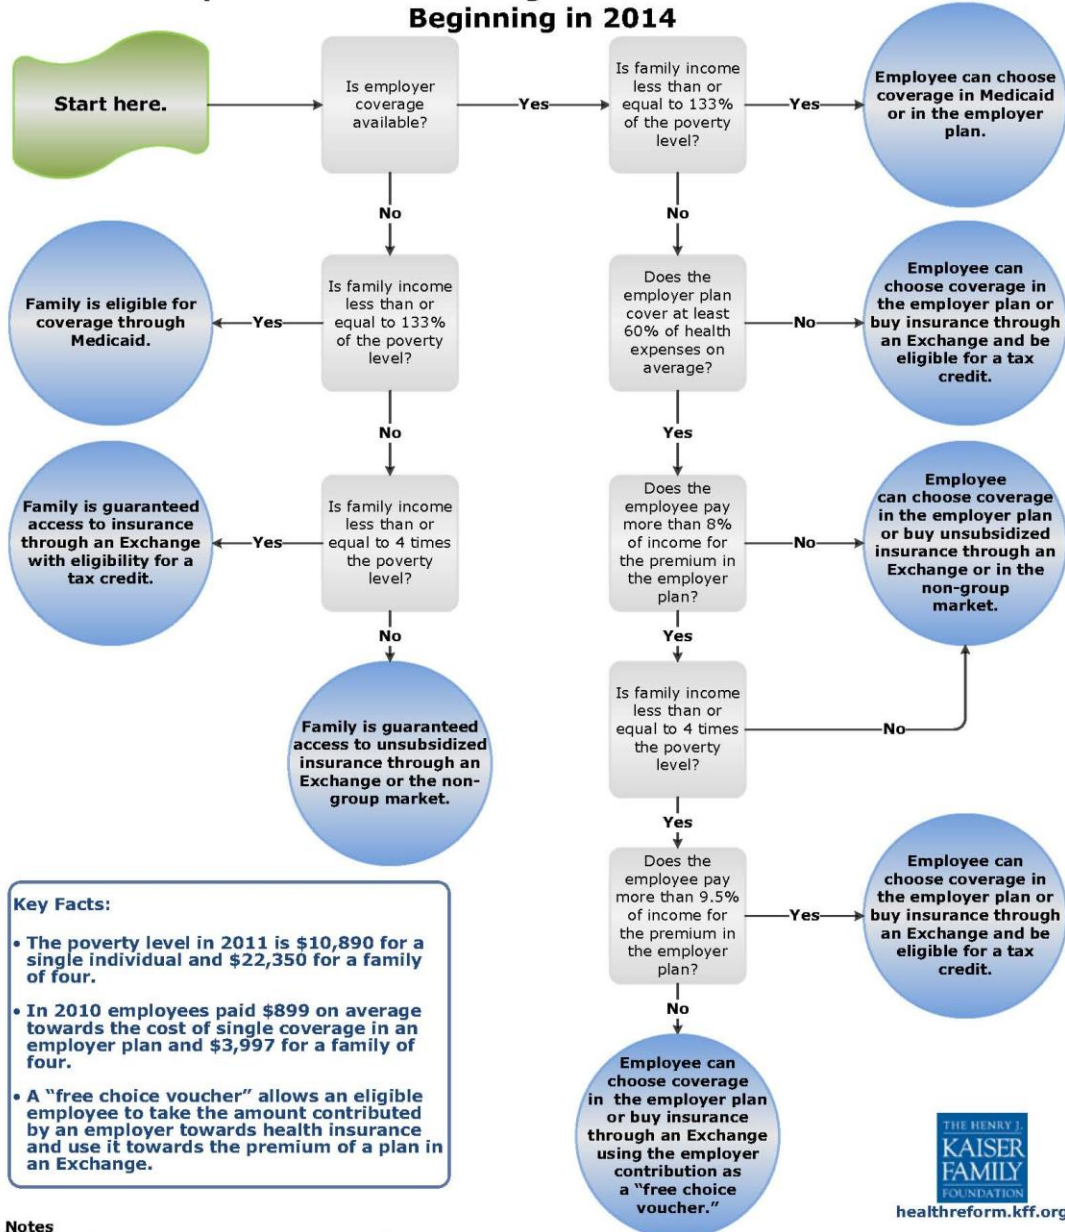 Beginning in 2014
Start here.
Is employer
coverage
available?
Yes
Is family income
less than or
equal to 133%
of the poverty
level?
Yes
Employee can choose
coverage in Medicaid
or in the employer
plan.
No
No
Family is eligible for
coverage through
Medicaid.
Yes
Is family income
less than or
equal to 133%
of the poverty
level?
Does the
employer plan
cover at least
60% of health
expenses on
average?
No
Employee can
choose coverage in
the employer plan or
buy insurance through
an Exchange and be
eligible for a tax
credit.
No
Yes
Family is guaranteed
access to insurance
through an Exchange
with eligibility for a
tax credit.
Yes
Is family income
less than or
equal to 4 times
the poverty
level?
Does the
employee pay
more than 8%
of income for
the premium in
the employer
plan?
No
Employee
can choose coverage
in the employer plan
or buy unsubsidized
insurance through an
Exchange or in the
non-group
market.
No
Yes
Family is guaranteed
access to unsubsidized
insurance through an
Exchange or the non-
group market.
Is family income
less than or
equal to 4 times
the poverty
level?
No
Yes
Does the
employee pay
more than 9.5%
of income for
the premium in
the employer
plan?
Yes
Employee can
choose coverage in
the employer plan or
buy insurance through
an Exchange and be
eligible for a tax
credit.
No
Employee can
choose coverage
in the employer plan
or buy insurance
through an Exchange
using the employer
contribution as
a “free choice
voucher.”
Key Facts:
• The poverty level in 2011 is $10,890 for a
single individual and $22,350 for a family
of four.
• In 2010 employees paid $899 on average
towards the cost of single coverage in an
employer plan and $3,997 for a family of
four.
• A “free choice voucher” allows an eligible
employee to take the amount contributed
by an employer towards health insurance
and use it towards the premium of a plan in
an Exchange.
THE HENRY J.
KAISER
FAMILY
FOUNDATION
healthreform.kff.org
Notes